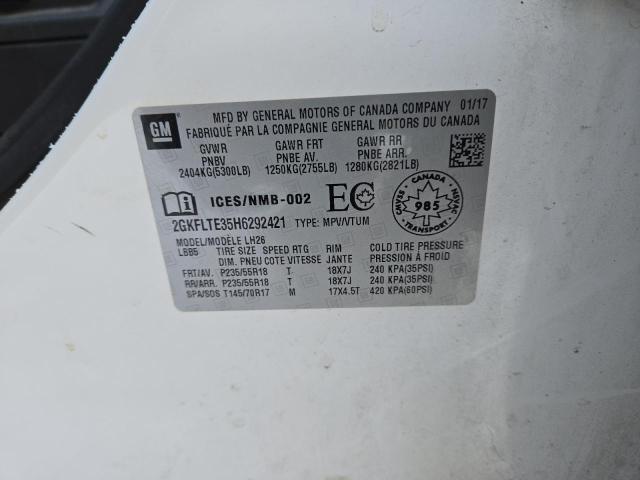 GM
MFD BY GENERAL MOTORS OF CANADA COMPANY 01/17
FABRIQUÉ PAR LA COMPAGNIE GENERAL MOTORS DU CANADA
GVWR GAWR FRT GAWR RR
PNBV PNBE AV. PNBE ARR.
2404KG(5300LB) 1250KG(2755LB) 1280KG(2821LB)
ICES/NMB-002 EC
CANADA
TRANS 985 SNART
TRANSPORT
2GKFLTE35H6292421 TYPE: MPV/VTUM
MODEL/MODÈLE LH26
LBB5 TIRE SIZE SPEED RTG RIM COLD TIRE PRESSURE
DIM. PNEU COTE VITESSE JANTE PRESSION À FROID
FRT/AV. P235/55R18 T 18X7J 240 KPA(35PSI)
RR/ARR. P235/55R18 T 18X7J 240 KPA(35PSI)
SPA/SOS T145/70R17 M 17X4.5T 420 KPA(60PSI)